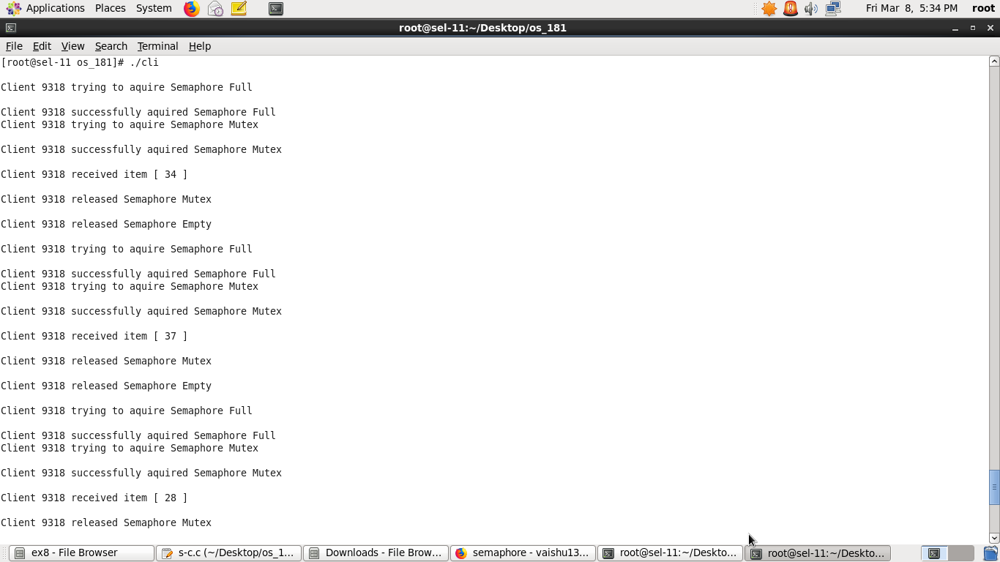 Applications Places System Fri Mar 8, 5:34 PM root
root@sel-11:~/Desktop/os_181
File Edit View Search Terminal Help
[root@sel-11 os_181]# ./cli
Client 9318 trying to aquire Semaphore Full
Client 9318 successfully aquired Semaphore Full
Client 9318 trying to aquire Semaphore Mutex
Client 9318 successfully aquired Semaphore Mutex
Client 9318 received item [ 34 ]
Client 9318 released Semaphore Mutex
Client 9318 released Semaphore Empty
Client 9318 trying to aquire Semaphore Full
Client 9318 successfully aquired Semaphore Full
Client 9318 trying to aquire Semaphore Mutex
Client 9318 successfully aquired Semaphore Mutex
Client 9318 received item [ 37 ]
Client 9318 released Semaphore Mutex
Client 9318 released Semaphore Empty
Client 9318 trying to aquire Semaphore Full
Client 9318 successfully aquired Semaphore Full
Client 9318 trying to aquire Semaphore Mutex
Client 9318 successfully aquired Semaphore Mutex
Client 9318 received item [ 28 ]
Client 9318 released Semaphore Mutex
ex8 - File Browser s-c.c (~/Desktop/os_1... Downloads - File Brow... semaphore - vaishu13... root@sel-11:~/Deskto... root@sel-11:~/Deskto...